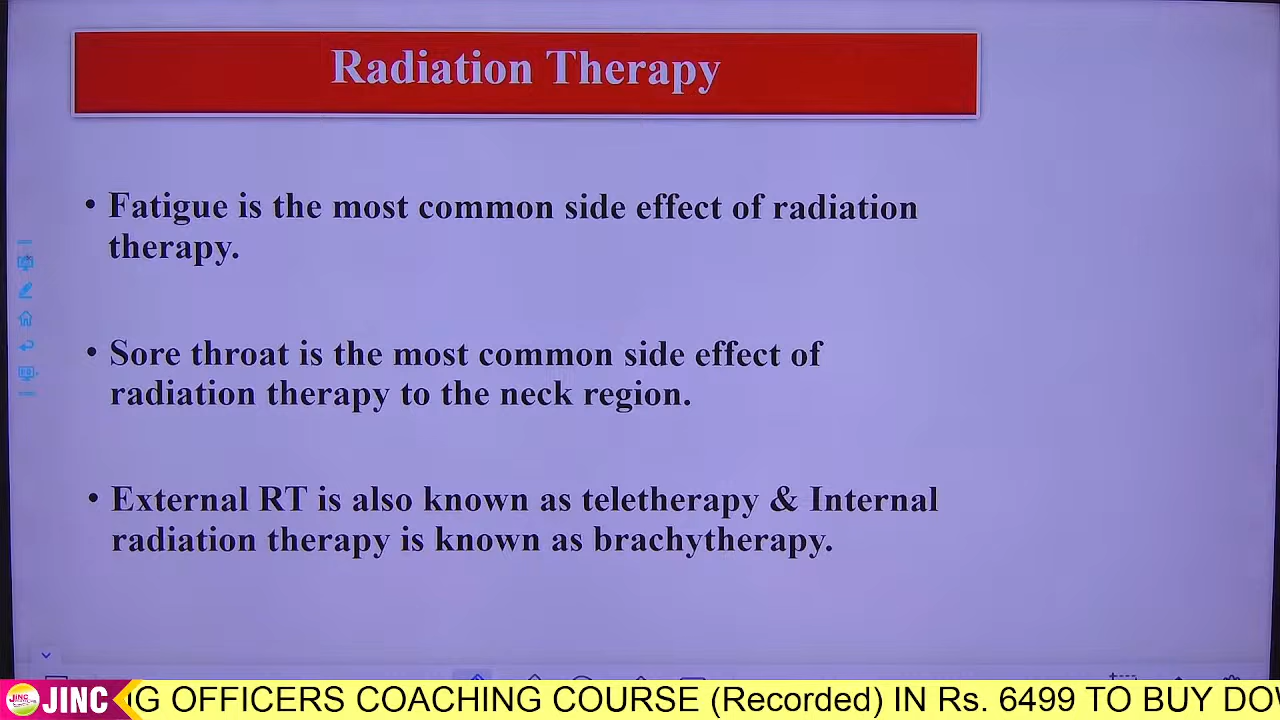 Radiation Therapy
• Fatigue is the most common side effect of radiation
therapy.
• Sore throat is the most common side effect of
radiation therapy to the neck region.
• External RT is also known as teletherapy & Internal
radiation therapy is known as brachytherapy.
JINC
OFFICERS COACHING COURSE (Recorded) IN Rs. 6499 TO BUY